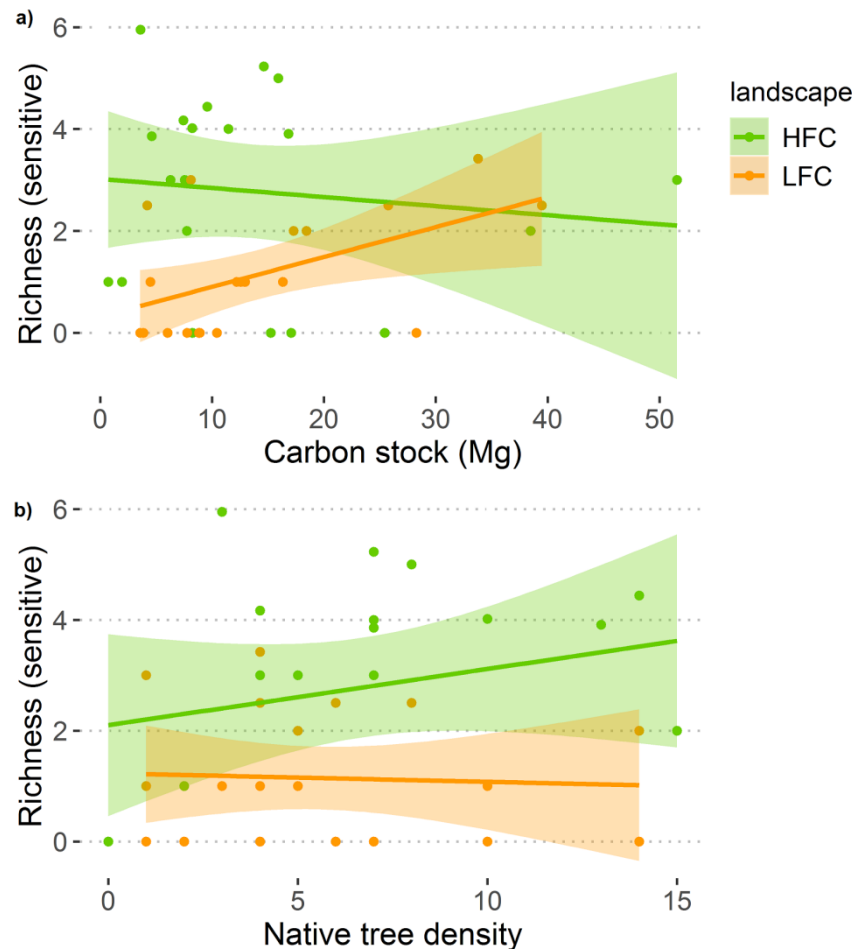 a)
6
4
2
0
Richness (sensitive)
0 10 20 30 40 50
Carbon stock (Mg)
landscape
HFC
LFC
b)
6
4
2
0
Richness (sensitive)
0 5 10 15
Native tree density